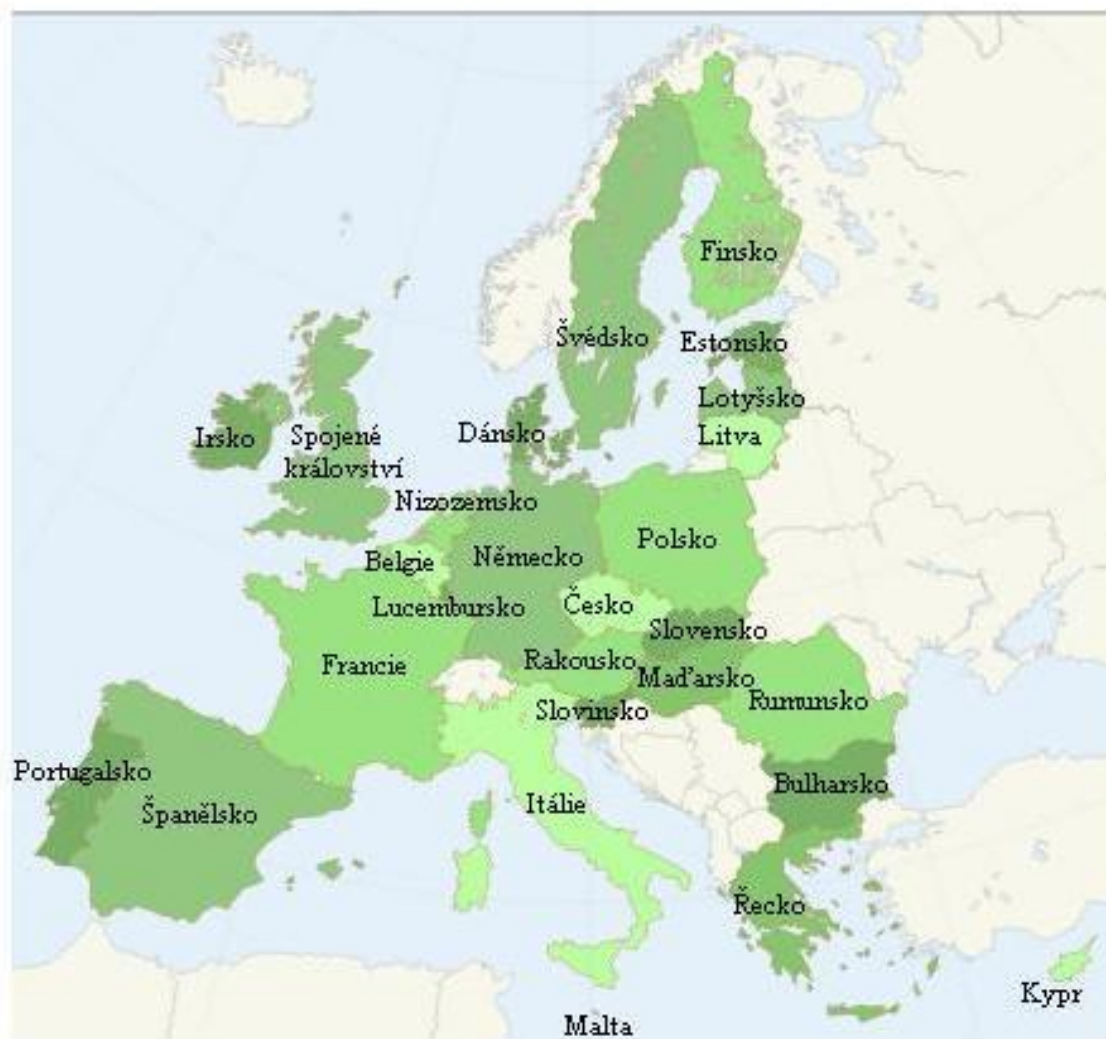 Finsko
Švédsko
Estonsko
Lotyšsko
Litva
Irsko
Spojené
království
Dánsko
Nizozemsko
Polsko
Belgie
Německo
Lucembursko
Česko
Slovensko
Francie
Rakousko
Maďarsko
Rumunsko
Slovinsko
Portugalsko
Španělsko
Itálie
Bulharsko
Řecko
Kypr
Malta